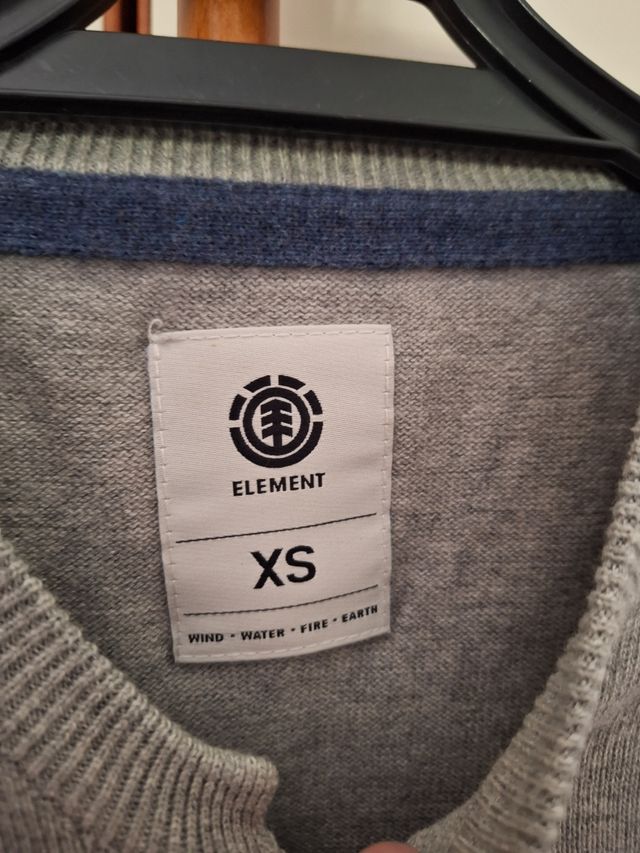 ELEMENT
XS
WIND • WATER • FIRE • EARTH